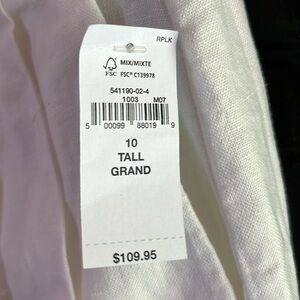 RPLK
MIX/MIXTE
FSC FSC® C139978
541190-02-4
1003 M07
5 00099 88019 9
10
TALL
GRAND
$109.95